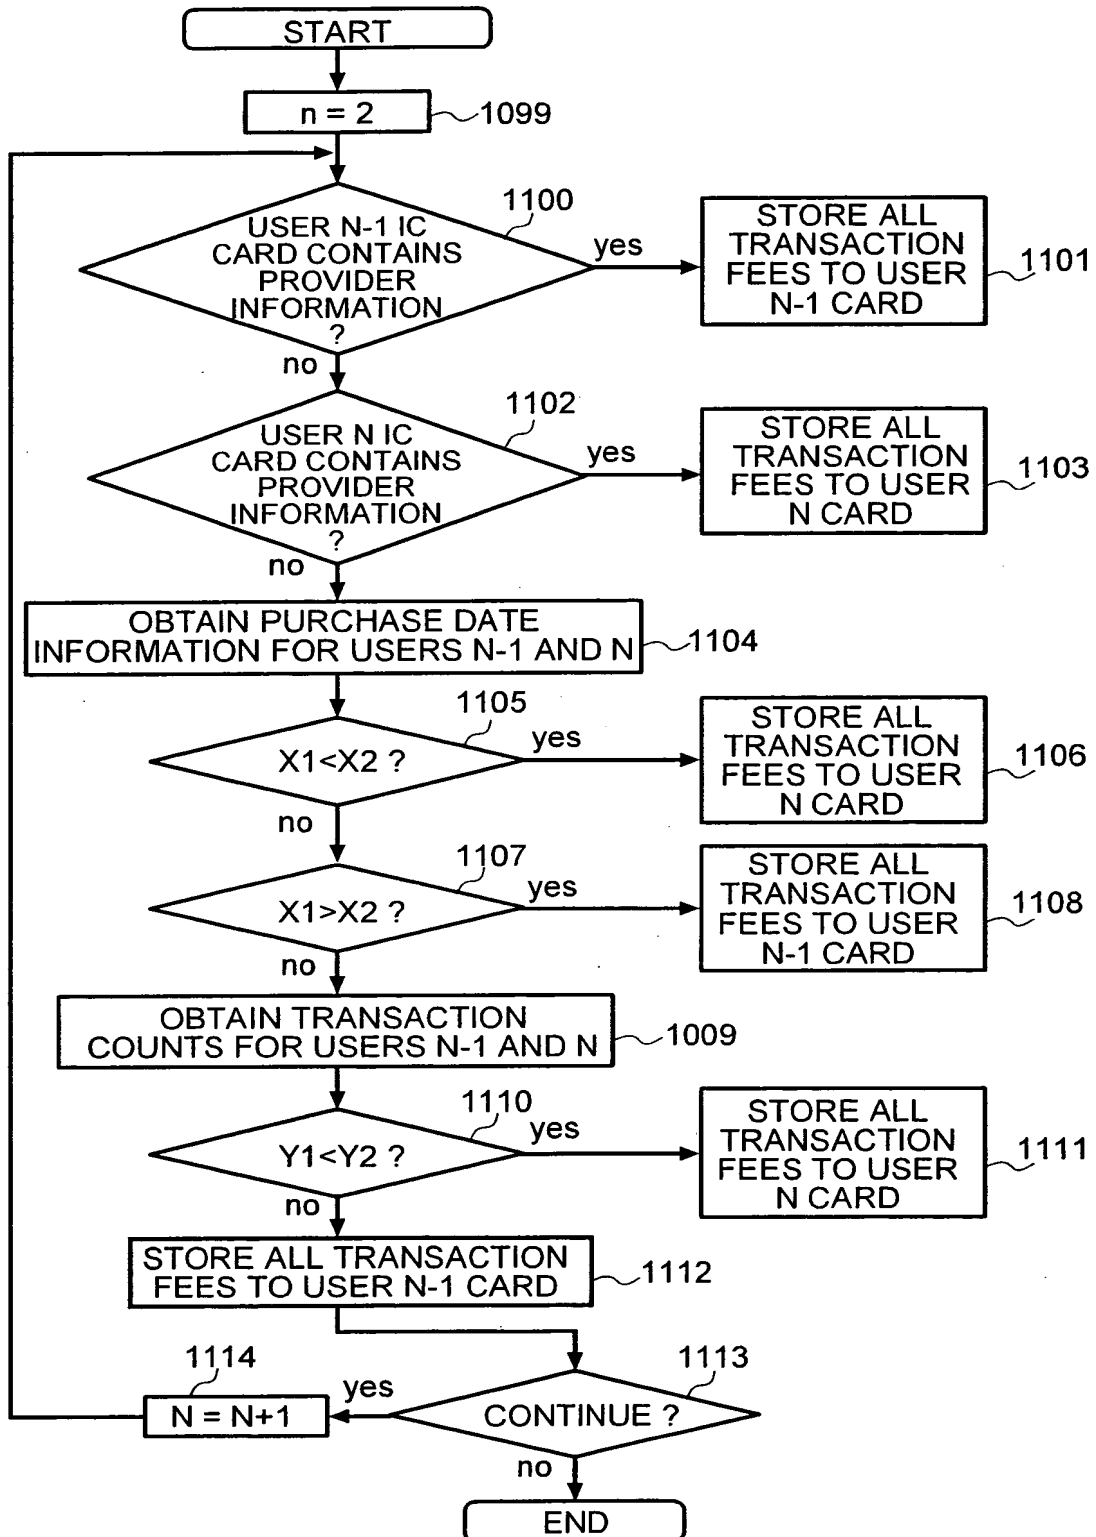 START
n = 2
1099
1100
USER N-1 IC
CARD CONTAINS
PROVIDER
INFORMATION
?
yes
STORE ALL
TRANSACTION
FEES TO USER
N-1 CARD
1101
no
1102
USER N IC
CARD CONTAINS
PROVIDER
INFORMATION
?
yes
STORE ALL
TRANSACTION
FEES TO USER
N CARD
1103
no
OBTAIN PURCHASE DATE
INFORMATION FOR USERS N-1 AND N
1104
1105
X1<X2 ?
yes
STORE ALL
TRANSACTION
FEES TO USER
N CARD
1106
no
1107
X1>X2 ?
yes
STORE ALL
TRANSACTION
FEES TO USER
N-1 CARD
1108
no
OBTAIN TRANSACTION
COUNTS FOR USERS N-1 AND N
1009
1110
Y1<Y2 ?
yes
STORE ALL
TRANSACTION
FEES TO USER
N CARD
1111
no
STORE ALL TRANSACTION
FEES TO USER N-1 CARD
1112
1113
CONTINUE ?
yes
1114
N = N+1
no
END